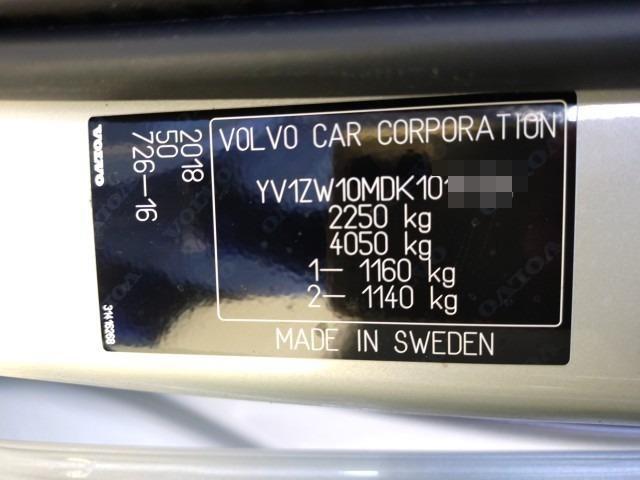 VOLVO CAR CORPORATION
YV1ZW10MDK101
2250 kg
4050 kg
1– 1160 kg
2– 1140 kg
MADE IN SWEDEN
2018
50
726–16
VOLVO
31416268